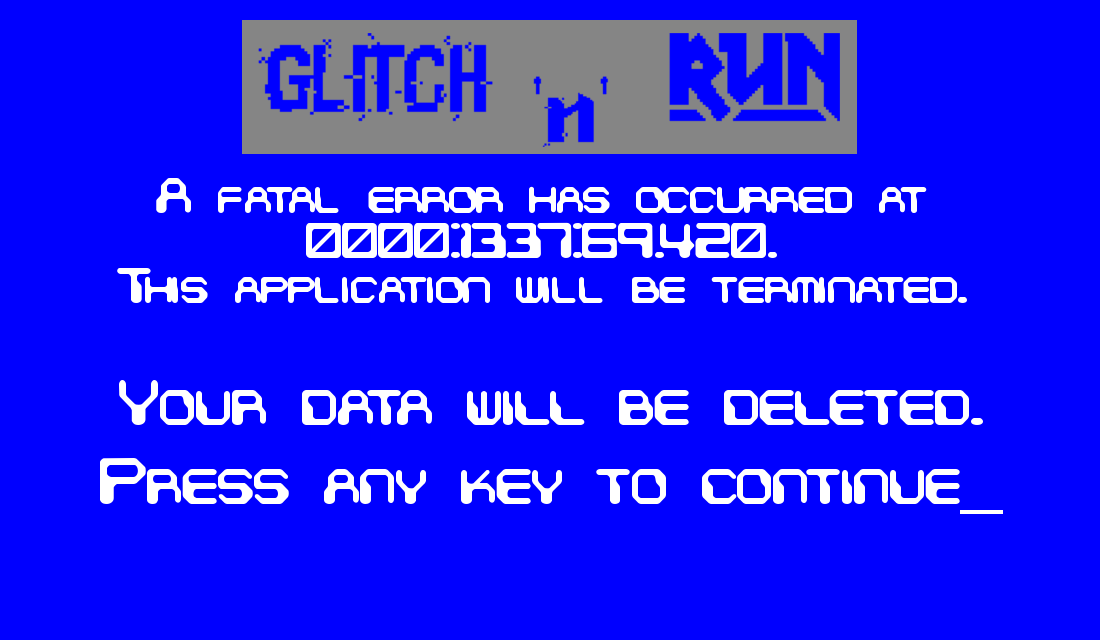 GLITCH 'n' RUN
A fatal error has occurred at
0000:1337:69.420.
This application will be terminated.
Your data will be deleted.
Press any key to continue_